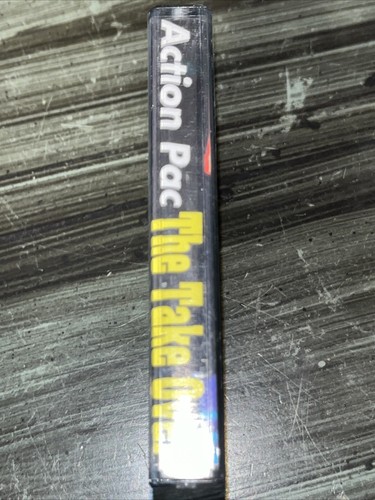 Action Pac
The Take